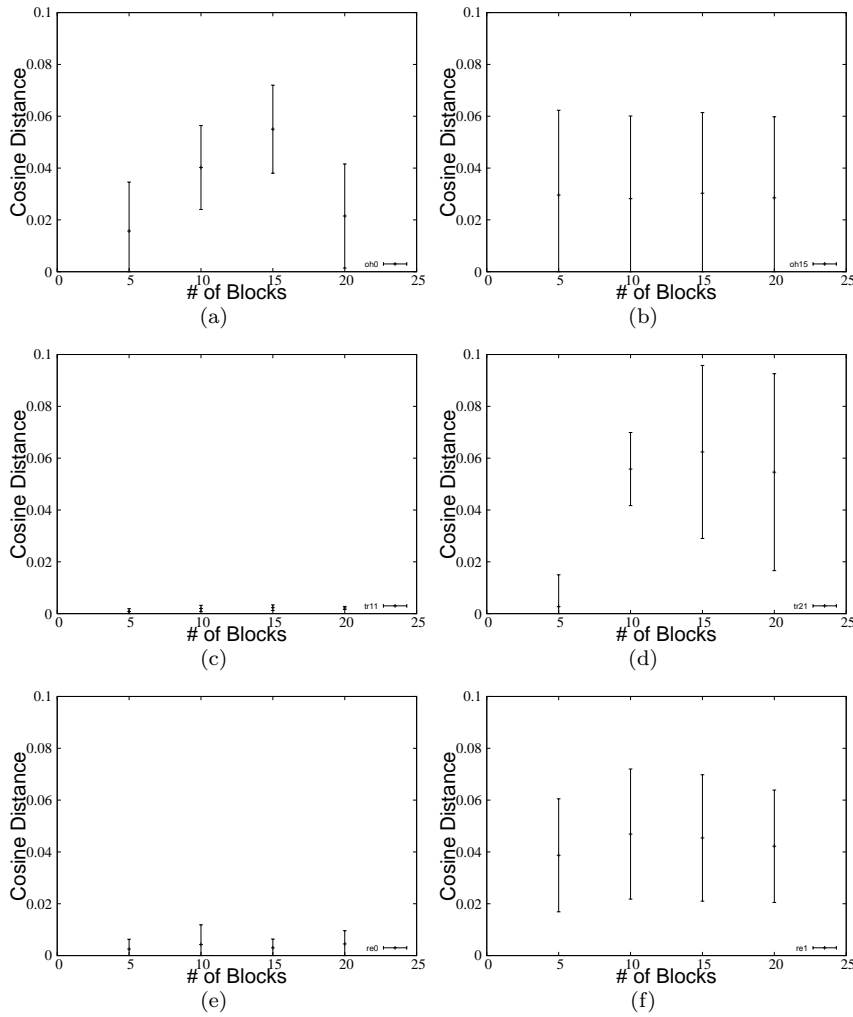 0.1
0.08
0.06
0.04
0.02
0
0 5 10 15 20 25
Cosine Distance
# of Blocks
oh0
(a)
0.1
0.08
0.06
0.04
0.02
0
0 5 10 15 20 25
Cosine Distance
# of Blocks
oh15
(b)
0.1
0.08
0.06
0.04
0.02
0
0 5 10 15 20 25
Cosine Distance
# of Blocks
tr11
(c)
0.1
0.08
0.06
0.04
0.02
0
0 5 10 15 20 25
Cosine Distance
# of Blocks
tr21
(d)
0.1
0.08
0.06
0.04
0.02
0
0 5 10 15 20 25
Cosine Distance
# of Blocks
re0
(e)
0.1
0.08
0.06
0.04
0.02
0
0 5 10 15 20 25
Cosine Distance
# of Blocks
re1
(f)